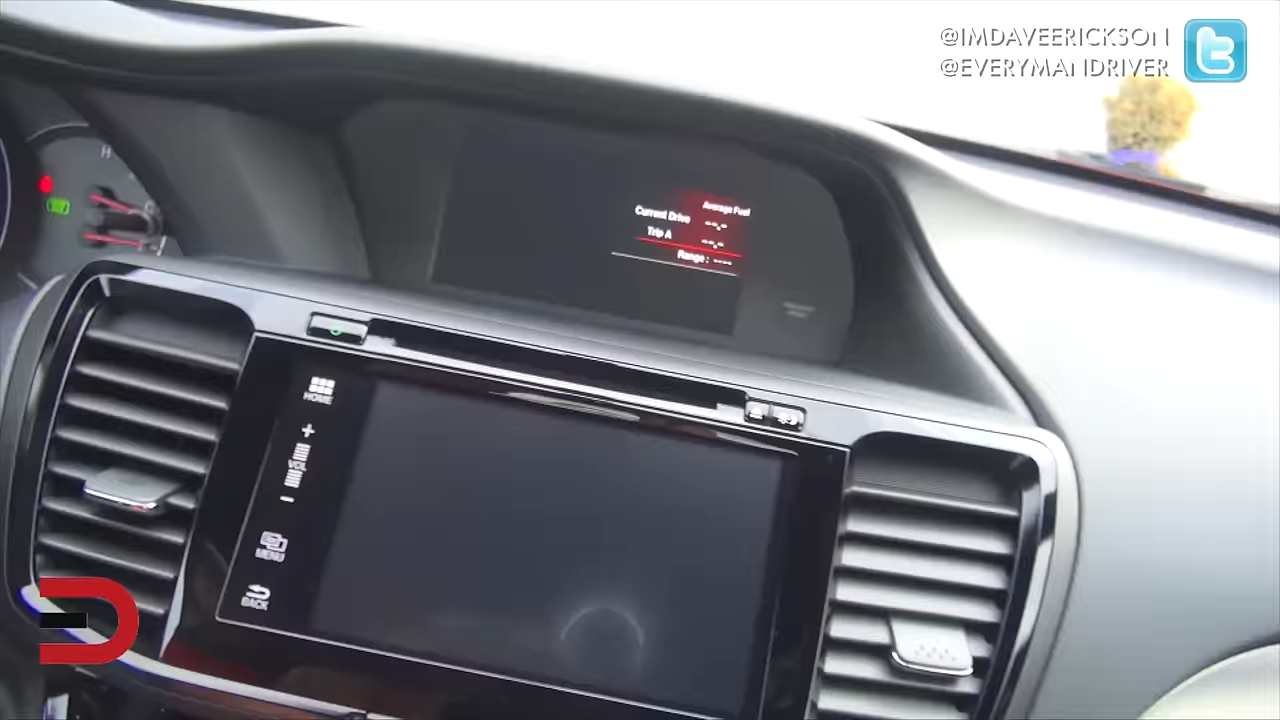 @IMDAVEERICKSON
@EVERYMANDRIVER
H
Average Fuel
Current Drive --.-
Trip A --.-
Range: ----
HOME
+
VOL
-
MENU
BACK